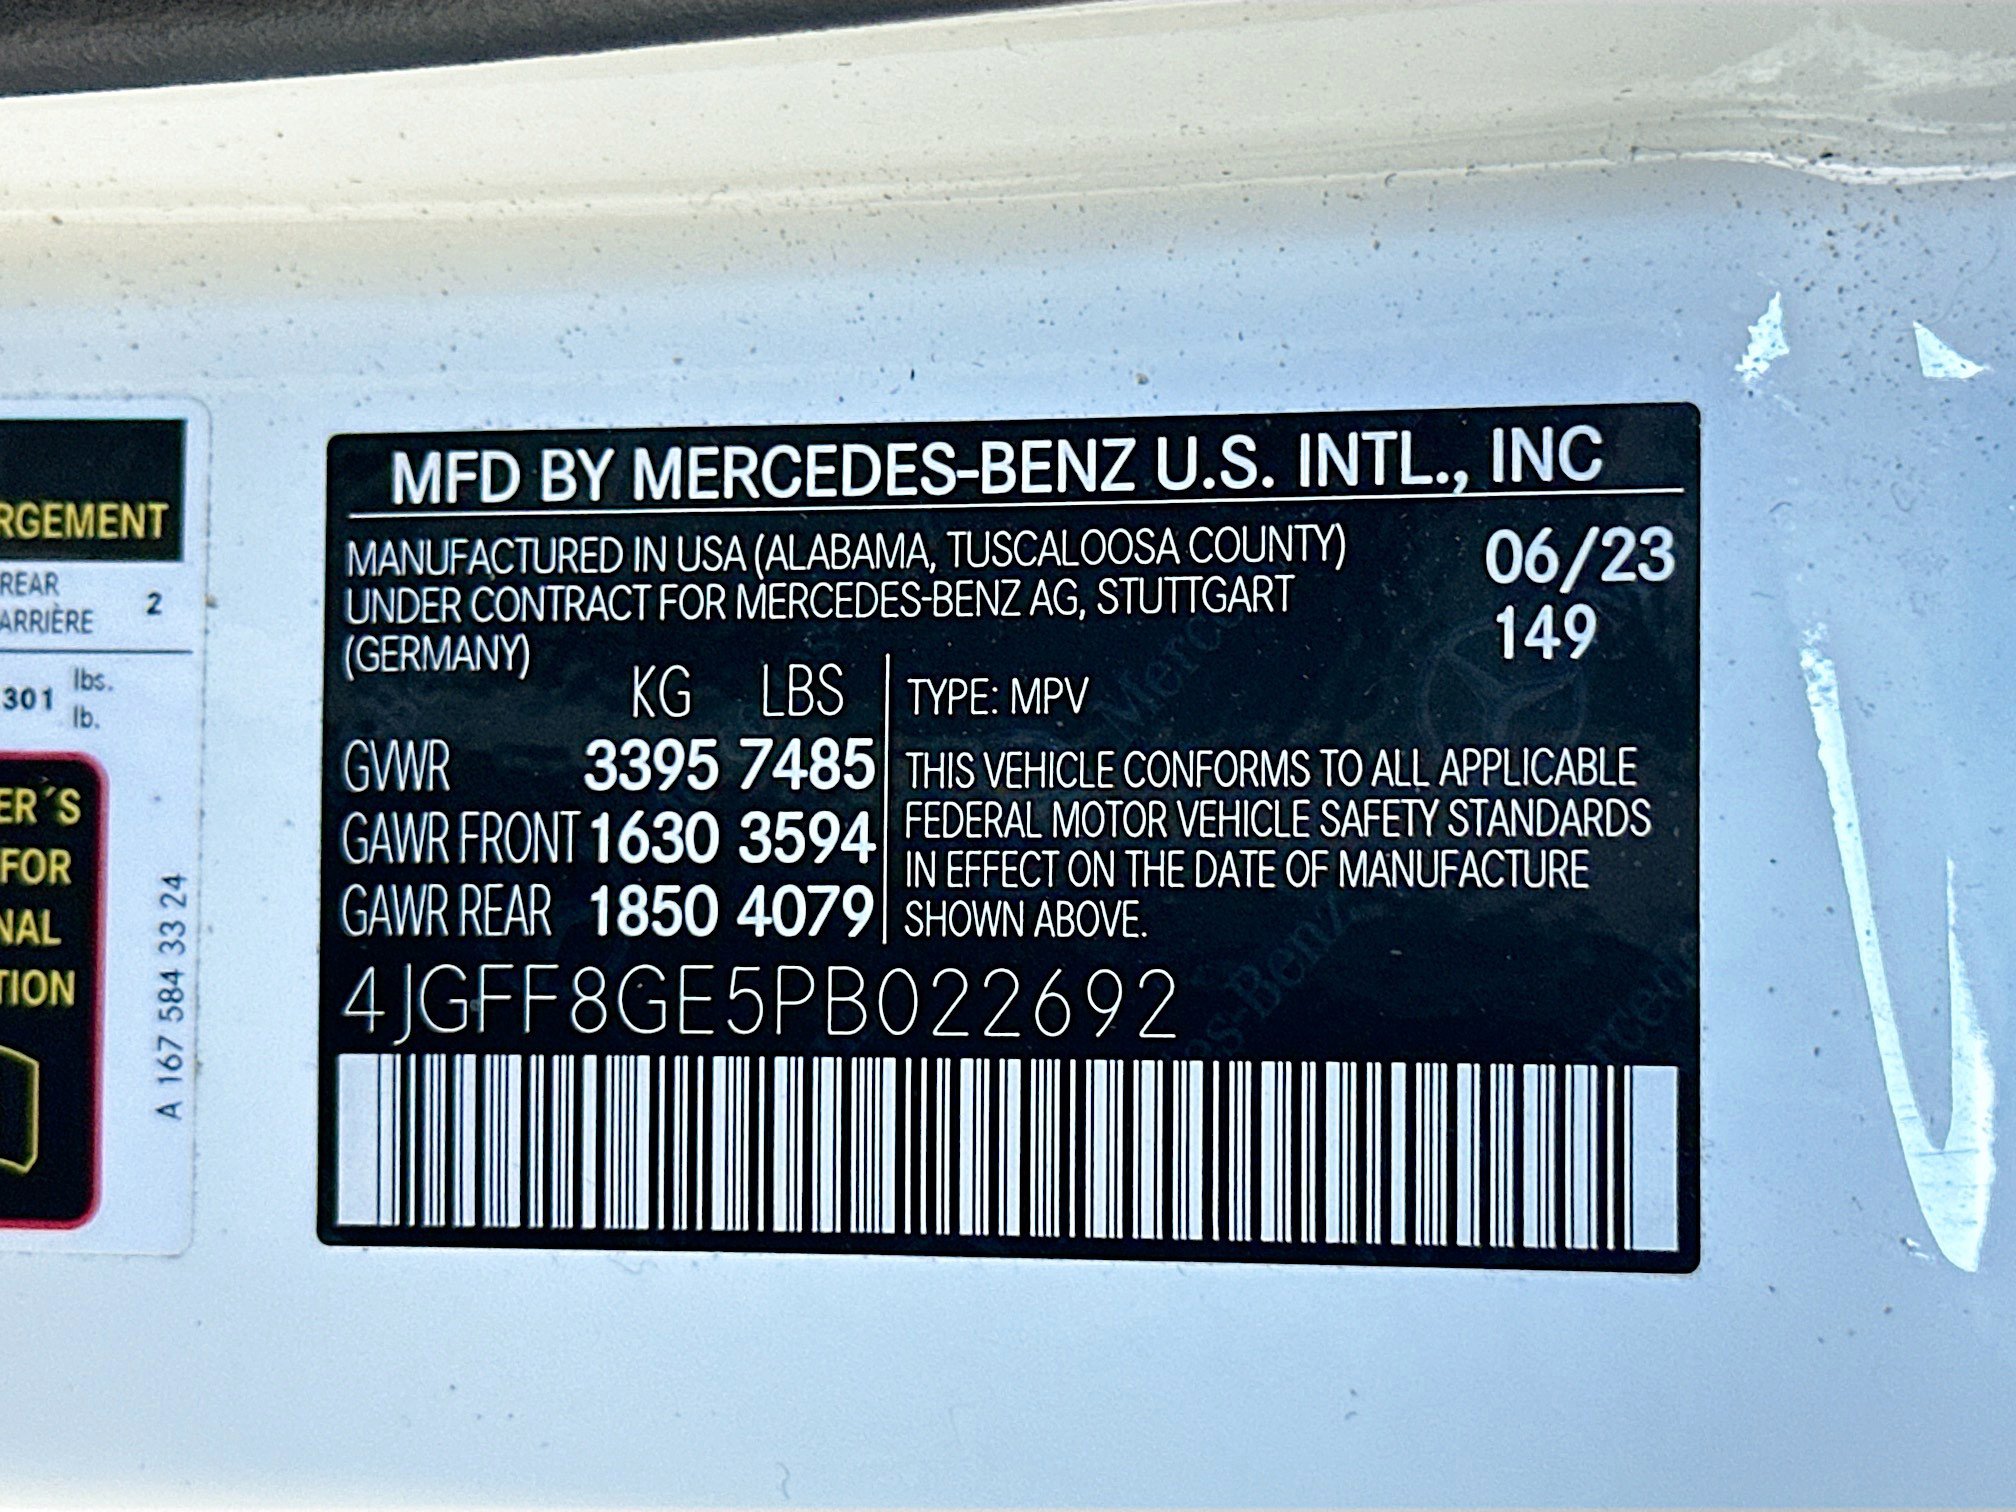 RGEMENT
REAR
ARRIÈRE 2
301 lbs.
lb.
ER´S
FOR
NAL
TION
A 167 584 33 24
MFD BY MERCEDES-BENZ U.S. INTL., INC
MANUFACTURED IN USA (ALABAMA, TUSCALOOSA COUNTY) 06/23
UNDER CONTRACT FOR MERCEDES-BENZ AG, STUTTGART 149
(GERMANY)
KG LBS
GVWR 3395 7485
GAWR FRONT 1630 3594
GAWR REAR 1850 4079
TYPE: MPV
THIS VEHICLE CONFORMS TO ALL APPLICABLE
FEDERAL MOTOR VEHICLE SAFETY STANDARDS
IN EFFECT ON THE DATE OF MANUFACTURE
SHOWN ABOVE.
4JGFF8GE5PB022692